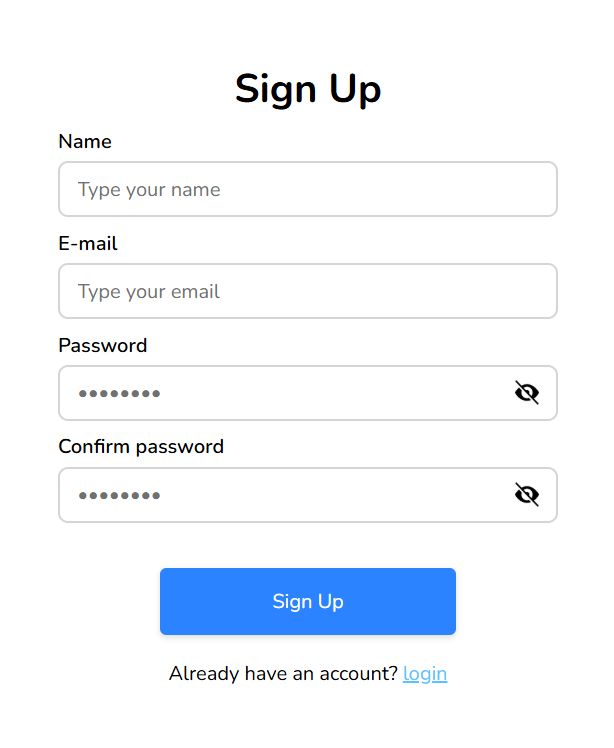 Sign Up
Name
Type your name
E-mail
Type your email
Password
••••••••
Confirm password
••••••••
Sign Up
Already have an account? login